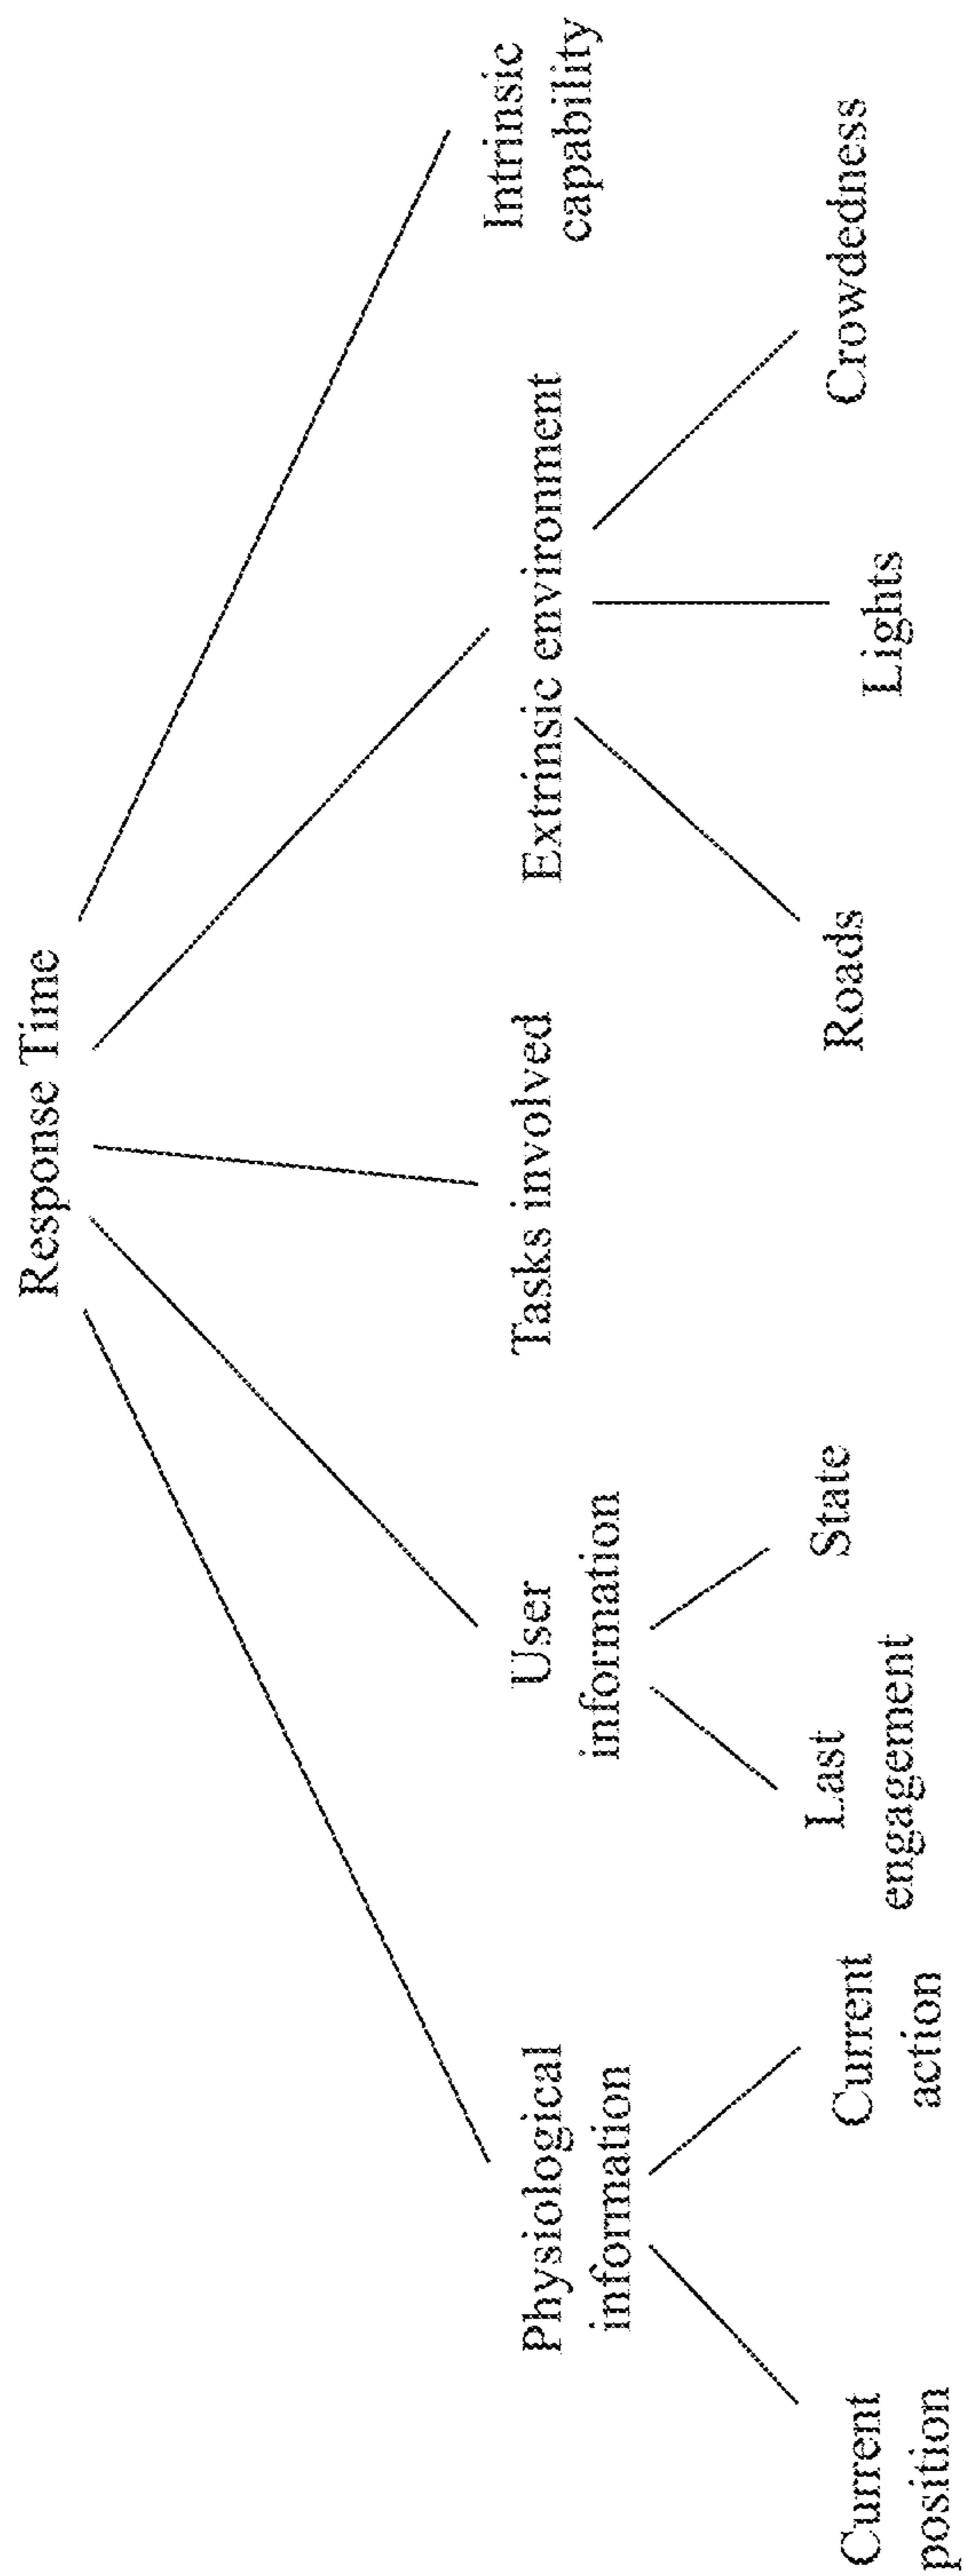 Response Time
Physiological
information
User
information
Tasks involved
Extrinsic environment
Intrinsic
capability
Current
position
Current
action
Last
engagement
State
Roads
Lights
Crowdedness